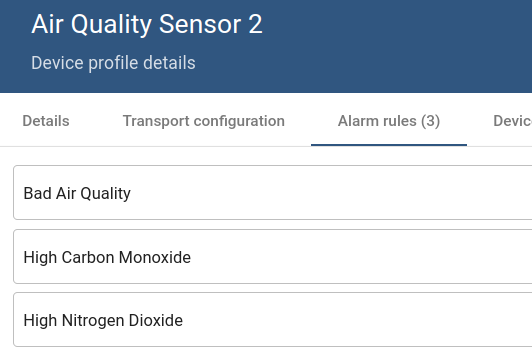 Air Quality Sensor 2
Device profile details
Details Transport configuration Alarm rules (3)
Bad Air Quality
High Carbon Monoxide
High Nitrogen Dioxide